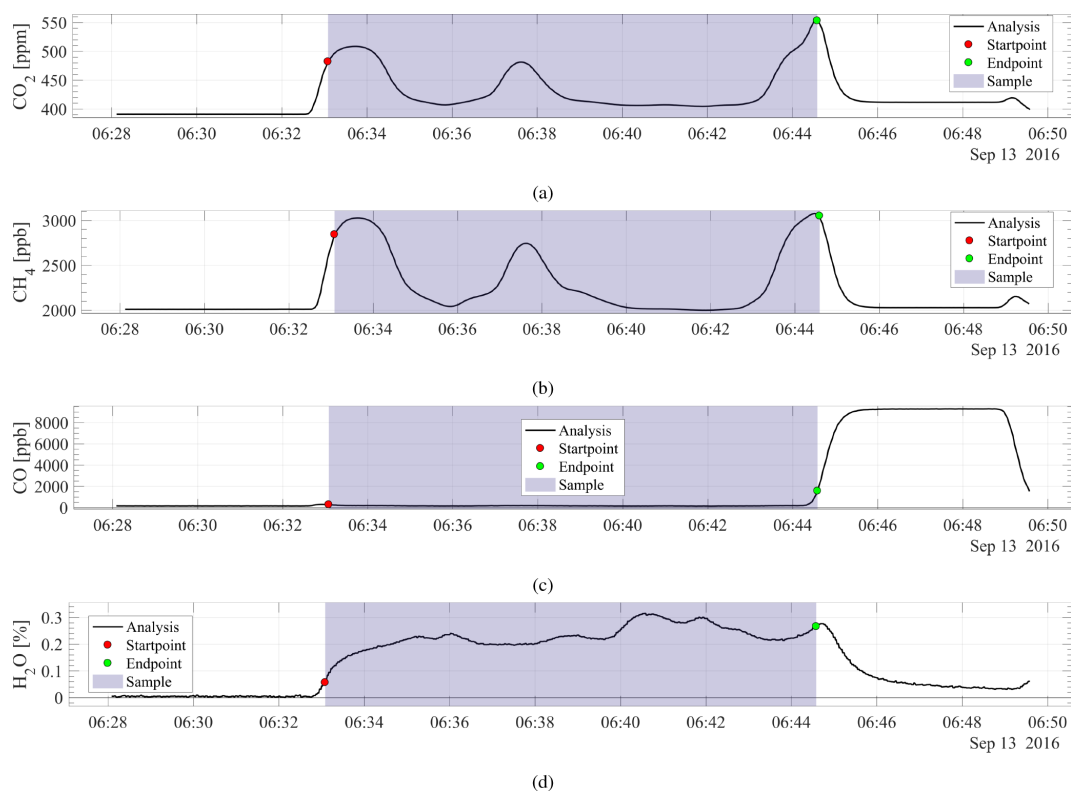 CO2 [ppm]
550
500
450
400
Analysis
Startpoint
Endpoint
Sample
06:28 06:30 06:32 06:34 06:36 06:38 06:40 06:42 06:44 06:46 06:48 06:50
Sep 13 2016
(a)
CH4 [ppb]
3000
2500
2000
Analysis
Startpoint
Endpoint
Sample
06:28 06:30 06:32 06:34 06:36 06:38 06:40 06:42 06:44 06:46 06:48 06:50
Sep 13 2016
(b)
CO [ppb]
8000
6000
4000
2000
0
Analysis
Startpoint
Endpoint
Sample
06:28 06:30 06:32 06:34 06:36 06:38 06:40 06:42 06:44 06:46 06:48 06:50
Sep 13 2016
(c)
H2O [%]
0.3
0.2
0.1
0
Analysis
Startpoint
Endpoint
Sample
06:28 06:30 06:32 06:34 06:36 06:38 06:40 06:42 06:44 06:46 06:48 06:50
Sep 13 2016
(d)